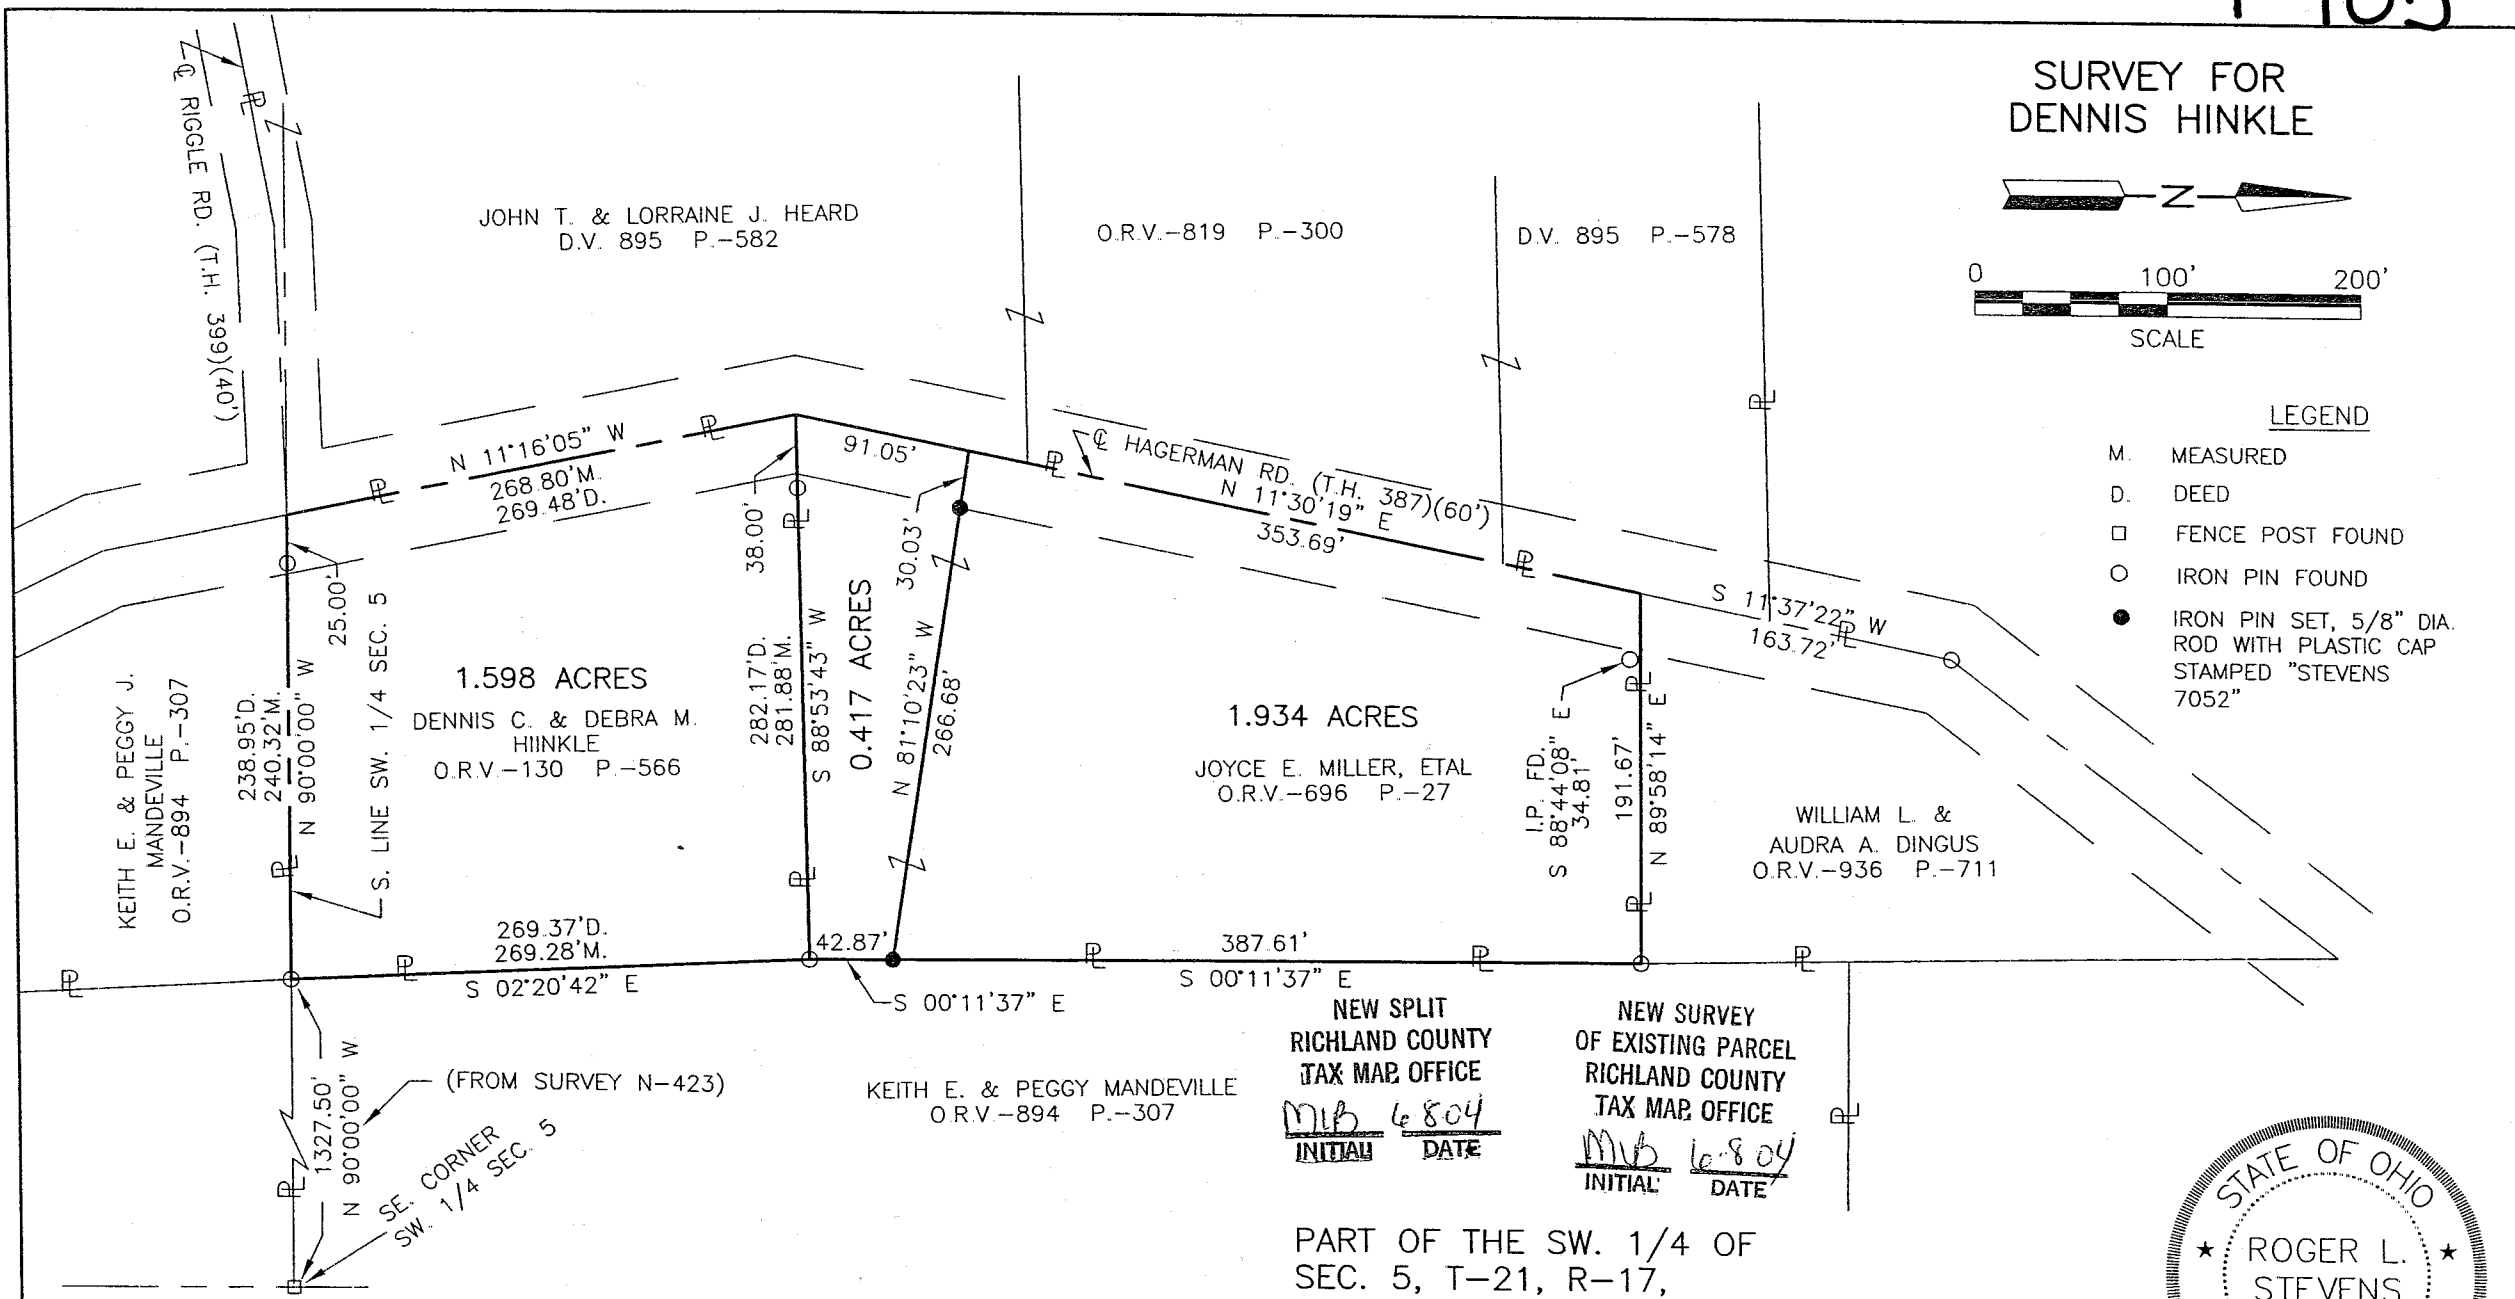 SURVEY FOR
DENNIS HINKLE
N
0 100' 200'
SCALE
LEGEND
M. MEASURED
D. DEED
FENCE POST FOUND
IRON PIN FOUND
IRON PIN SET, 5/8" DIA.
ROD WITH PLASTIC CAP
STAMPED "STEVENS
7052"
℄ RIGGLE RD. (T.H. 399)(40')
JOHN T. & LORRAINE J. HEARD
D.V. 895 P.-582
O.R.V.-819 P.-300
D.V. 895 P.-578
N 11°16'05" W
268.80'M.
269.48'D.
91.05'
℄ HAGERMAN RD. (T.H. 387)(60')
N 11°30'19" E
353.69'
S 11°37'22" W
163.72'
25.00'
38.00'
30.03'
KEITH E. & PEGGY J.
MANDEVILLE
O.R.V.-894 P.-307
238.95'D.
240.32'M.
N 90°00'00" W
S. LINE SW. 1/4 SEC. 5
1.598 ACRES
DENNIS C. & DEBRA M.
HIINKLE
O.R.V.-130 P.-566
282.17'D.
281.88'M.
S 88°53'43" W
0.417 ACRES
N 81°10'23" W
266.68'
1.934 ACRES
JOYCE E. MILLER, ETAL
O.R.V.-696 P.-27
I.P. FD.
S 88°44'08" E
34.81'
191.67'
N 89°58'14" E
WILLIAM L. &
AUDRA A. DINGUS
O.R.V.-936 P.-711
269.37'D.
269.28'M.
S 02°20'42" E
42.87'
S 00°11'37" E
387.61'
S 00°11'37" E
1327.50'
N 90°00'00" W
(FROM SURVEY N-423)
SE. CORNER
SW. 1/4 SEC. 5
KEITH E. & PEGGY MANDEVILLE
O.R.V.-894 P.-307
NEW SPLIT
RICHLAND COUNTY
TAX MAP OFFICE
6 8 04
INITIAL DATE
NEW SURVEY
OF EXISTING PARCEL
RICHLAND COUNTY
TAX MAP OFFICE
6-8 04
INITIAL DATE
PART OF THE SW. 1/4 OF
SEC. 5, T-21, R-17,
STATE OF OHIO
ROGER L.
STEVENS